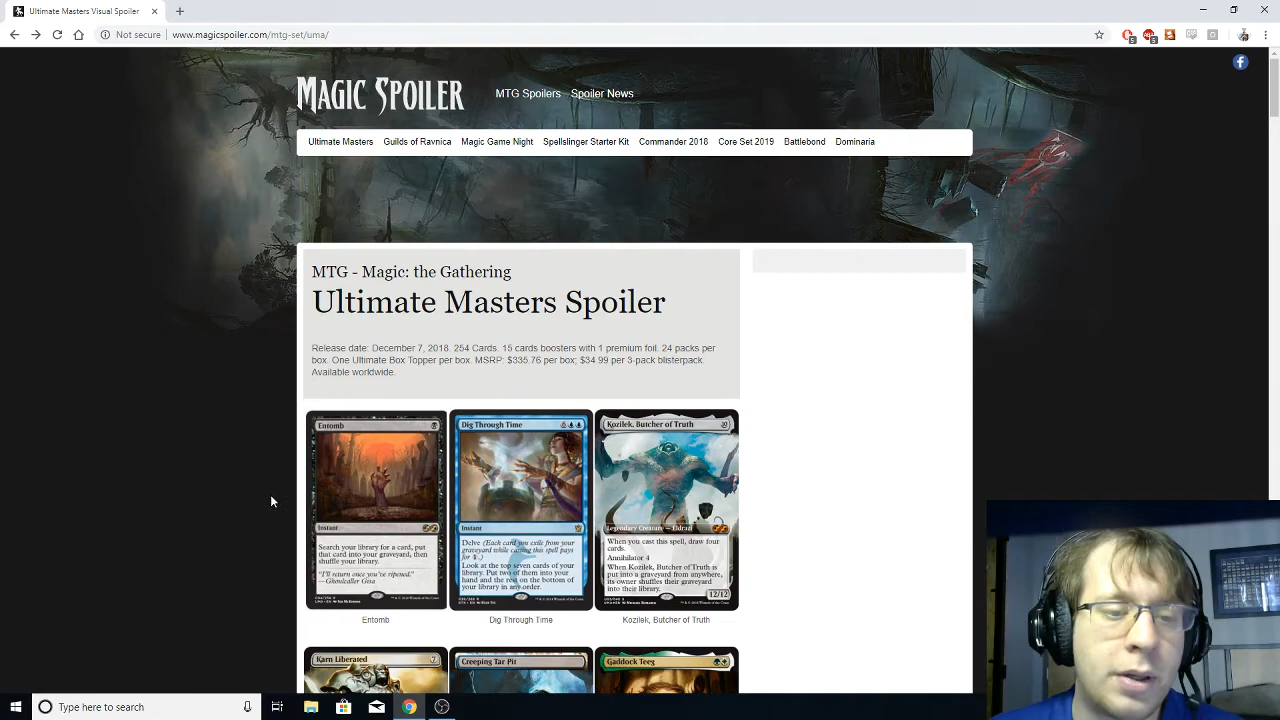 Ultimate Masters Visual Spoiler
Not secure | www.magicspoiler.com/mtg-set/uma/
MAGIC SPOILER
MTG Spoilers Spoiler News
Ultimate Masters Guilds of Ravnica Magic Game Night Spellslinger Starter Kit Commander 2018 Core Set 2019 Battlebond Dominaria
MTG - Magic: the Gathering
Ultimate Masters Spoiler
Release date: December 7, 2018. 254 Cards. 15 cards boosters with 1 premium foil. 24 packs per
box. One Ultimate Box Topper per box. MSRP: $335.76 per box; $34.99 per 3-pack blisterpack.
Available worldwide.
Entomb
Instant
Search your library for a card, put
that card into your graveyard, then
shuffle your library.
"I'll return once you've ripened."
—Ghoulcaller Gisa
Entomb
Dig Through Time
Instant
Delve (Each card you exile from your
graveyard while casting this spell pays
for 1.)
Look at the top seven cards of your
library. Put two of them into your
hand and the rest on the bottom of
your library in any order.
Dig Through Time
Kozilek, Butcher of Truth
10
Legendary Creature — Eldrazi
When you cast this spell, draw four
cards.
Annihilator 4
When Kozilek, Butcher of Truth is
put into a graveyard from anywhere,
its owner shuffles their graveyard
into their library.
12/12
Kozilek, Butcher of Truth
Karn Liberated
7
Creeping Tar Pit
Gaddock Teeg
Type here to search